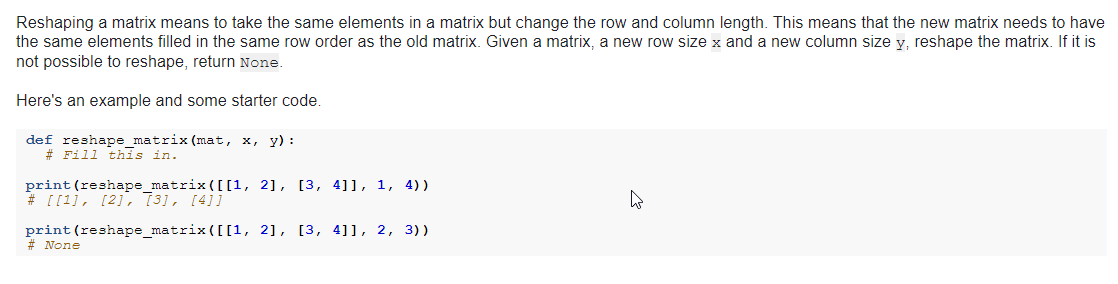 Reshaping a matrix means to take the same elements in a matrix but change the row and column length. This means that the new matrix needs to have
the same elements filled in the same row order as the old matrix. Given a matrix, a new row size x and a new column size y, reshape the matrix. If it is
not possible to reshape, return None.
Here's an example and some starter code.
def reshape_matrix(mat, x, y):
  # Fill this in.
print(reshape_matrix([[1, 2], [3, 4]], 1, 4))
# [[1], [2], [3], [4]]
print(reshape_matrix([[1, 2], [3, 4]], 2, 3))
# None